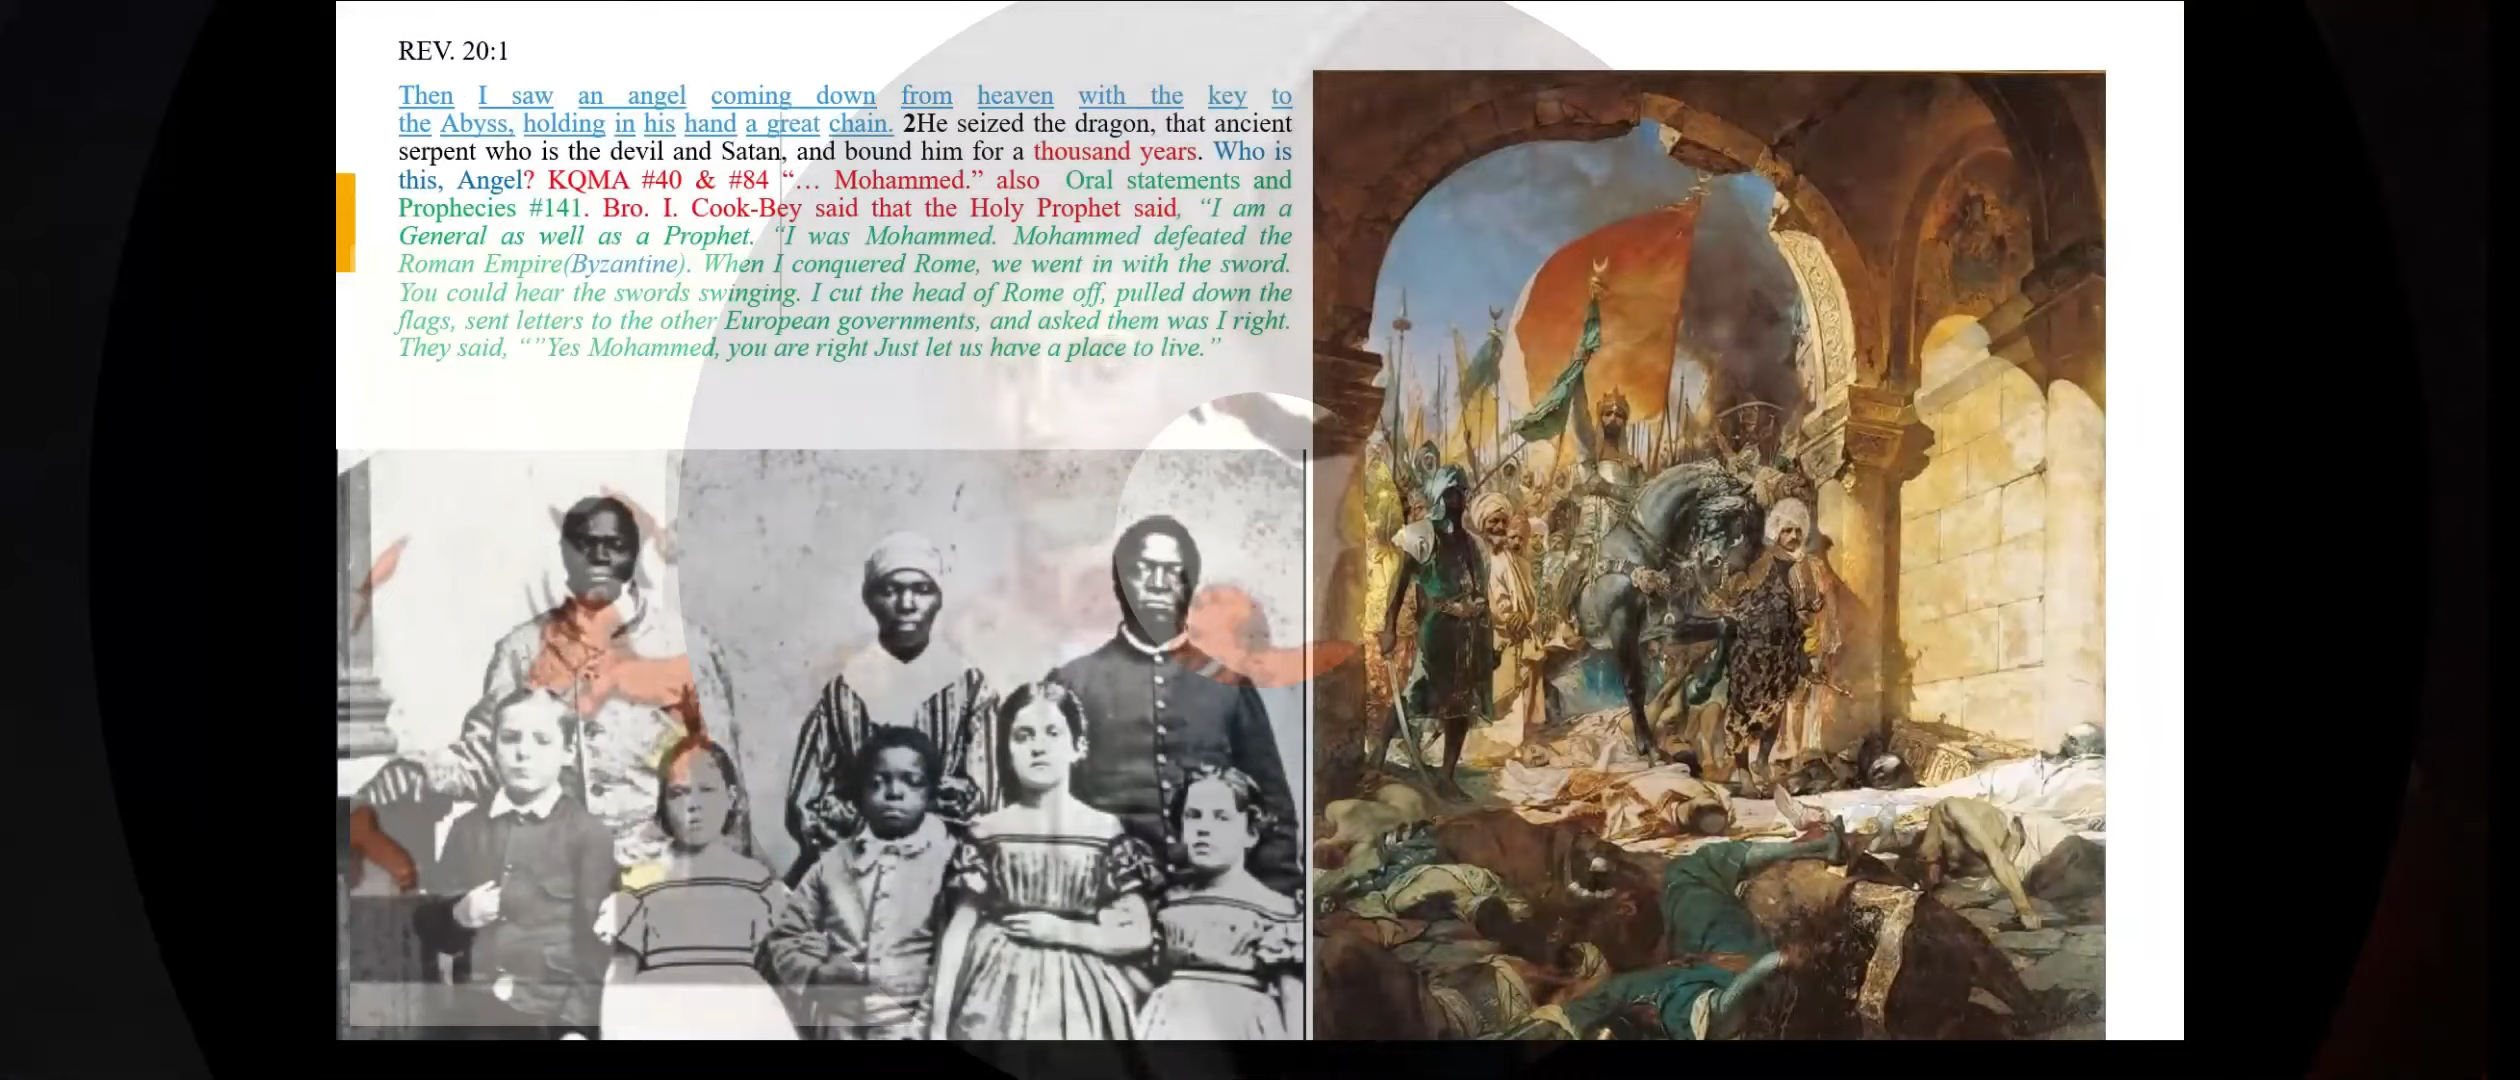 REV. 20:1
Then I saw an angel coming down from heaven with the key to
the Abyss, holding in his hand a great chain. 2He seized the dragon, that ancient
serpent who is the devil and Satan, and bound him for a thousand years. Who is
this, Angel? KQMA #40 & #84 “… Mohammed.” also Oral statements and
Prophecies #141. Bro. I. Cook-Bey said that the Holy Prophet said, “I am a
General as well as a Prophet. “I was Mohammed. Mohammed defeated the
Roman Empire(Byzantine). When I conquered Rome, we went in with the sword.
You could hear the swords swinging. I cut the head of Rome off, pulled down the
flags, sent letters to the other European governments, and asked them was I right.
They said, “”Yes Mohammed, you are right Just let us have a place to live.”